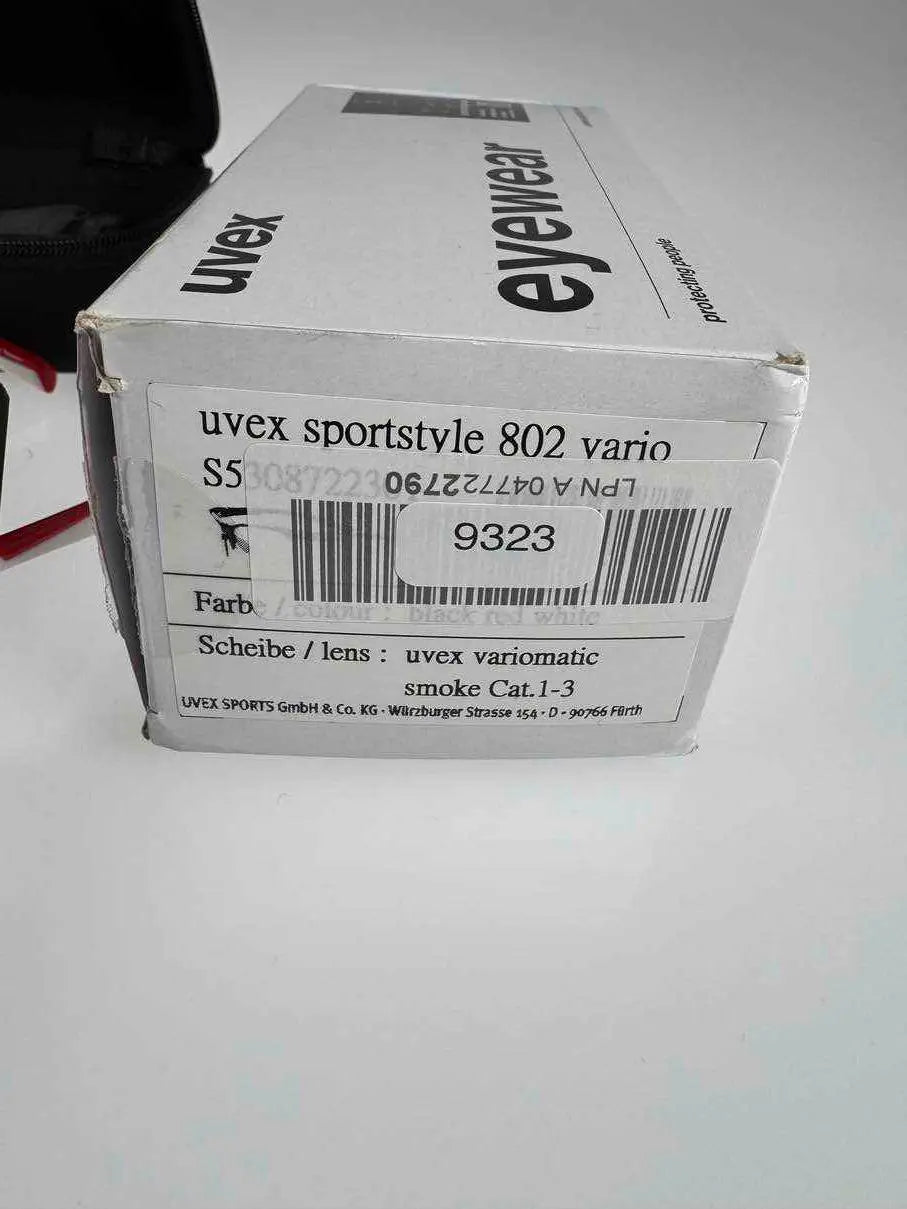 uvex
eyewear
protecting people
uvex sportstyle 802 vario
S5308722
LPN A 047722790
9323
Farbe / colour : black red white
Scheibe / lens : uvex variomatic
smoke Cat.1-3
UVEX SPORTS GmbH & Co. KG · Würzburger Strasse 154 · D - 90766 Fürth